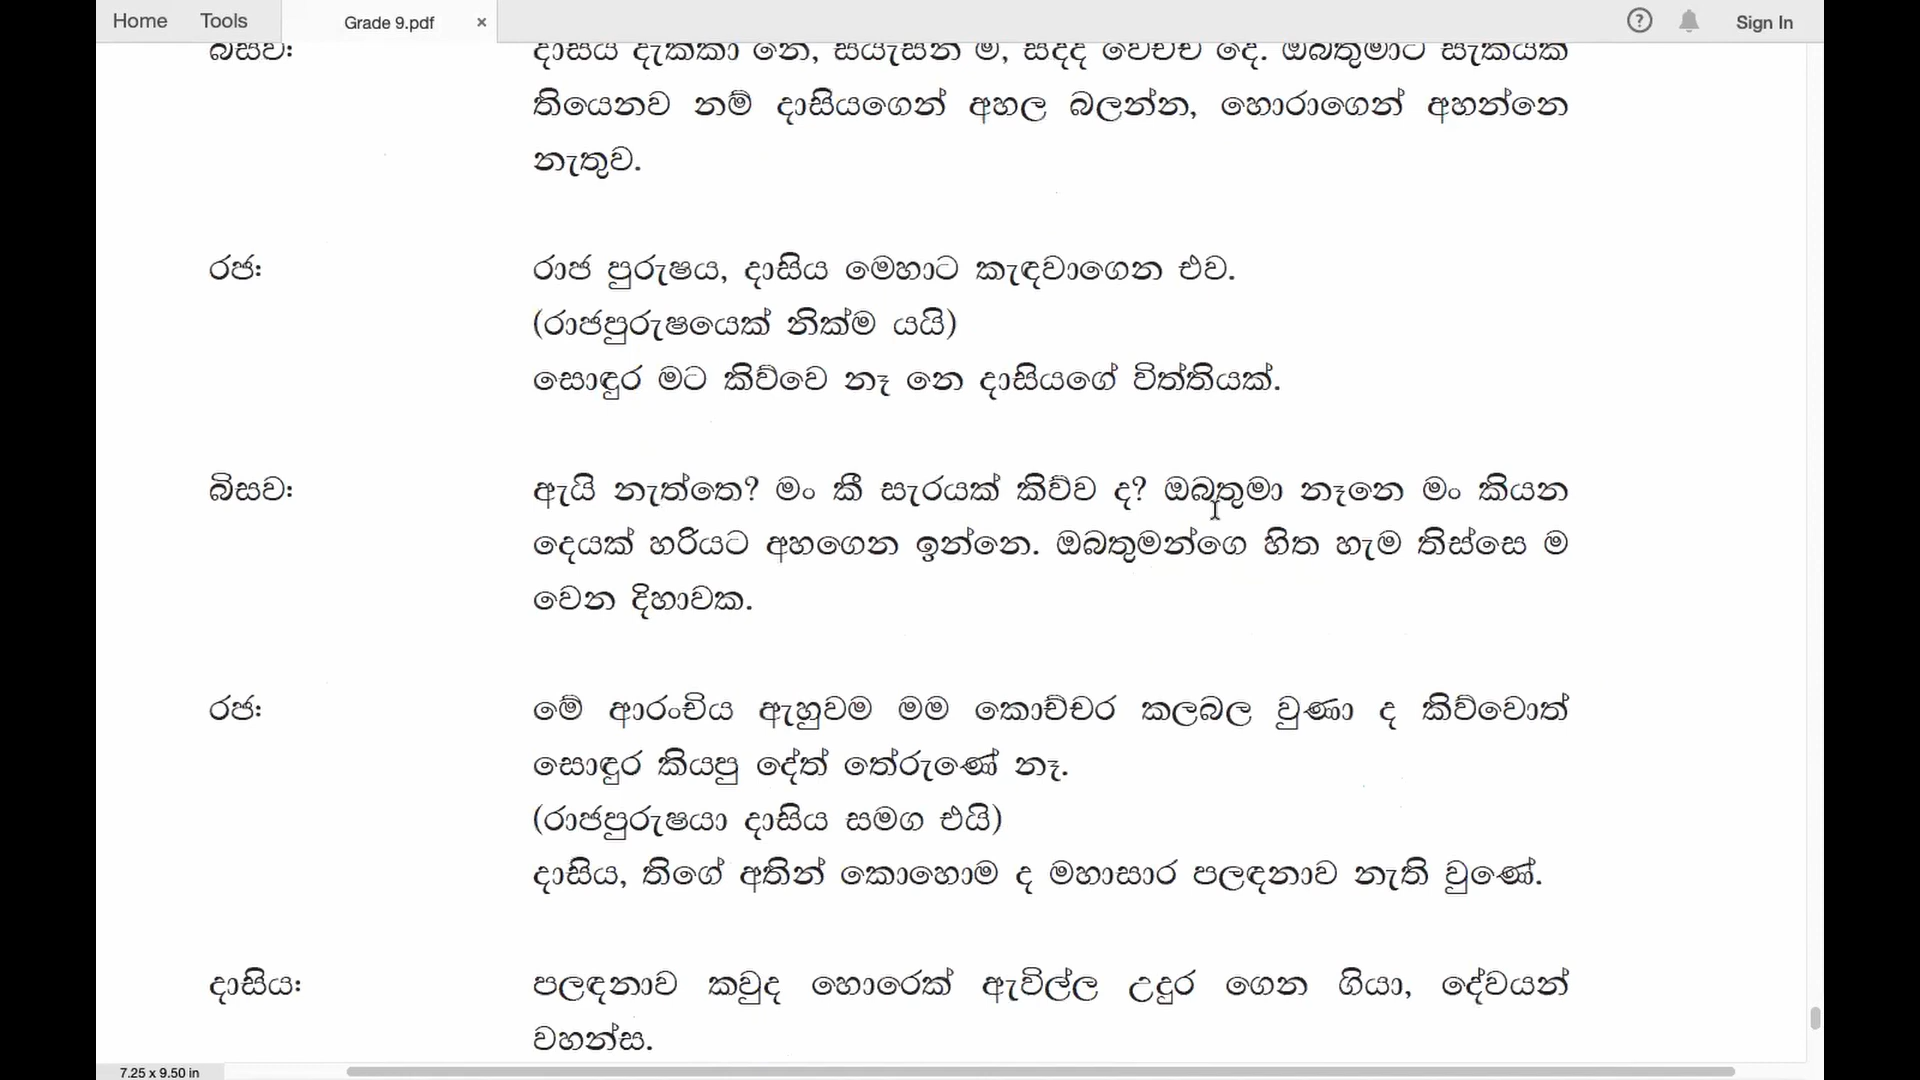 Home Tools Grade 9.pdf × ? Sign In
බිසව: දාසිය දැක්කා නෙ, සියැසින් ම, සිද්ද වෙච්ච දේ. ඔබතුමාට සැකයක්
තියෙනව නම් දාසියගෙන් අහල බලන්න, හොරාගෙන් අහන්නෙ
නැතුව.
රජ: රාජ පුරුෂය, දාසිය මෙහාට කැඳවාගෙන එව.
(රාජපුරුෂයෙක් නික්ම යයි)
සොඳුර මට කිව්වෙ නෑ නෙ දාසියගේ විත්තියක්.
බිසව: ඇයි නැත්තෙ? මං කී සැරයක් කිව්ව ද? ඔබතුමා නෑනෙ මං කියන
දෙයක් හරියට අහගෙන ඉන්නෙ. ඔබතුමන්ගෙ හිත හැම තිස්සෙ ම
වෙන දිහාවක.
රජ: මේ ආරංචිය ඇහුවම මම කොච්චර කලබල වුණා ද කිව්වොත්
සොඳුර කියපු දේත් තේරුණේ නෑ.
(රාජපුරුෂයා දාසිය සමග එයි)
දාසිය, තිගේ අතින් කොහොම ද මහාසාර පලඳනාව නැති වුණේ.
දාසිය: පලඳනාව කවුද හොරෙක් ඇවිල්ල උදුර ගෙන ගියා, දේවයන්
වහන්ස.
7.25 x 9.50 in